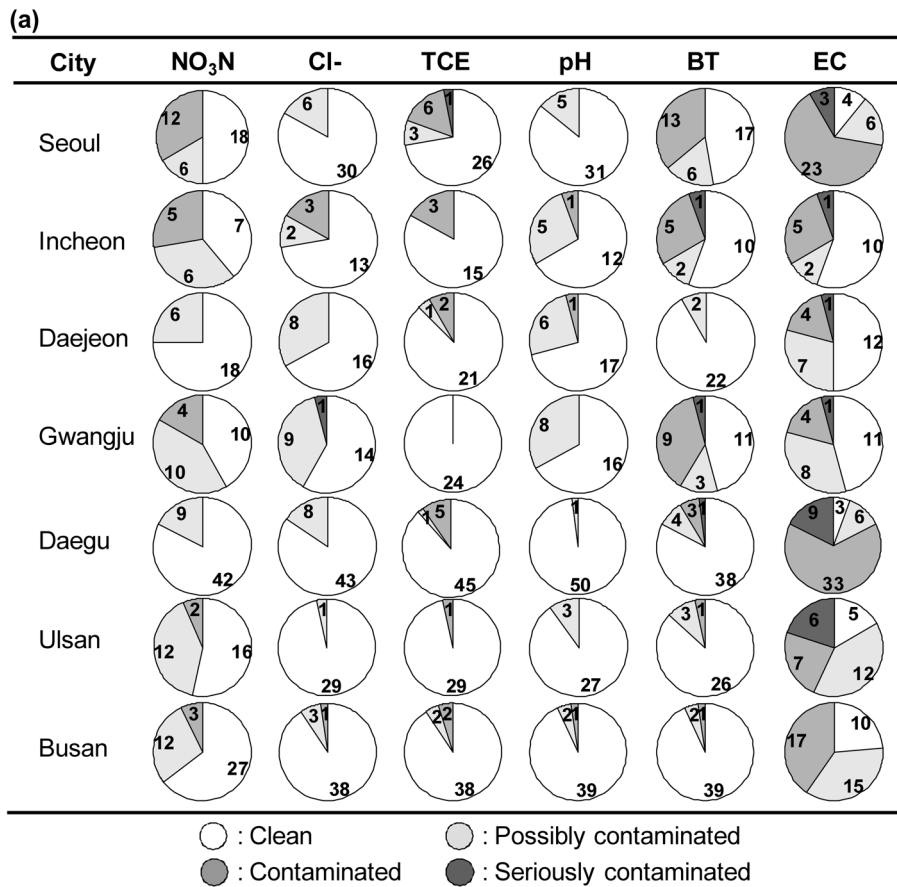 (a)
City NO₃N Cl- TCE pH BT EC
Seoul 12 18 6 6 30 6 1 3 26 5 31 13 17 6 3 4 6 23
Incheon 5 7 6 3 2 13 3 15 1 5 12 1 5 10 2 1 5 10 2
Daejeon 6 18 8 16 1 2 21 1 6 17 2 22 1 4 12 7
Gwangju 4 10 10 1 9 14 24 8 16 1 9 11 3 1 4 11 8
Daegu 9 42 8 43 1 5 45 1 50 4 3 1 38 9 3 6 33
Ulsan 2 12 16 1 29 1 29 3 27 3 1 26 6 5 7 12
Busan 3 12 27 3 1 38 2 2 38 2 1 39 2 1 39 10 17 15
: Clean : Possibly contaminated
: Contaminated : Seriously contaminated